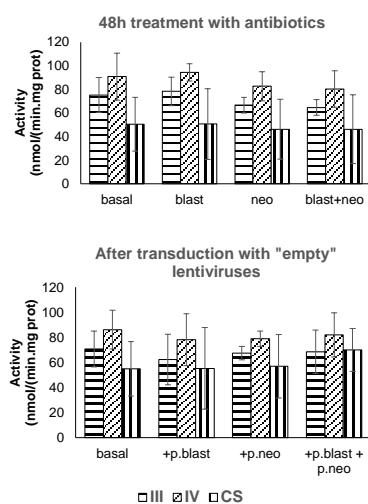 48h treatment with antibiotics
120
100
80
60
40
20
0
Activity
(nmol/(min.mg prot)
basal blast neo blast+neo
After transduction with "empty"
lentiviruses
120
100
80
60
40
20
0
Activity
(nmol/(min.mg prot)
basal +p.blast +p.neo +p.blast +
p.neo
III IV CS